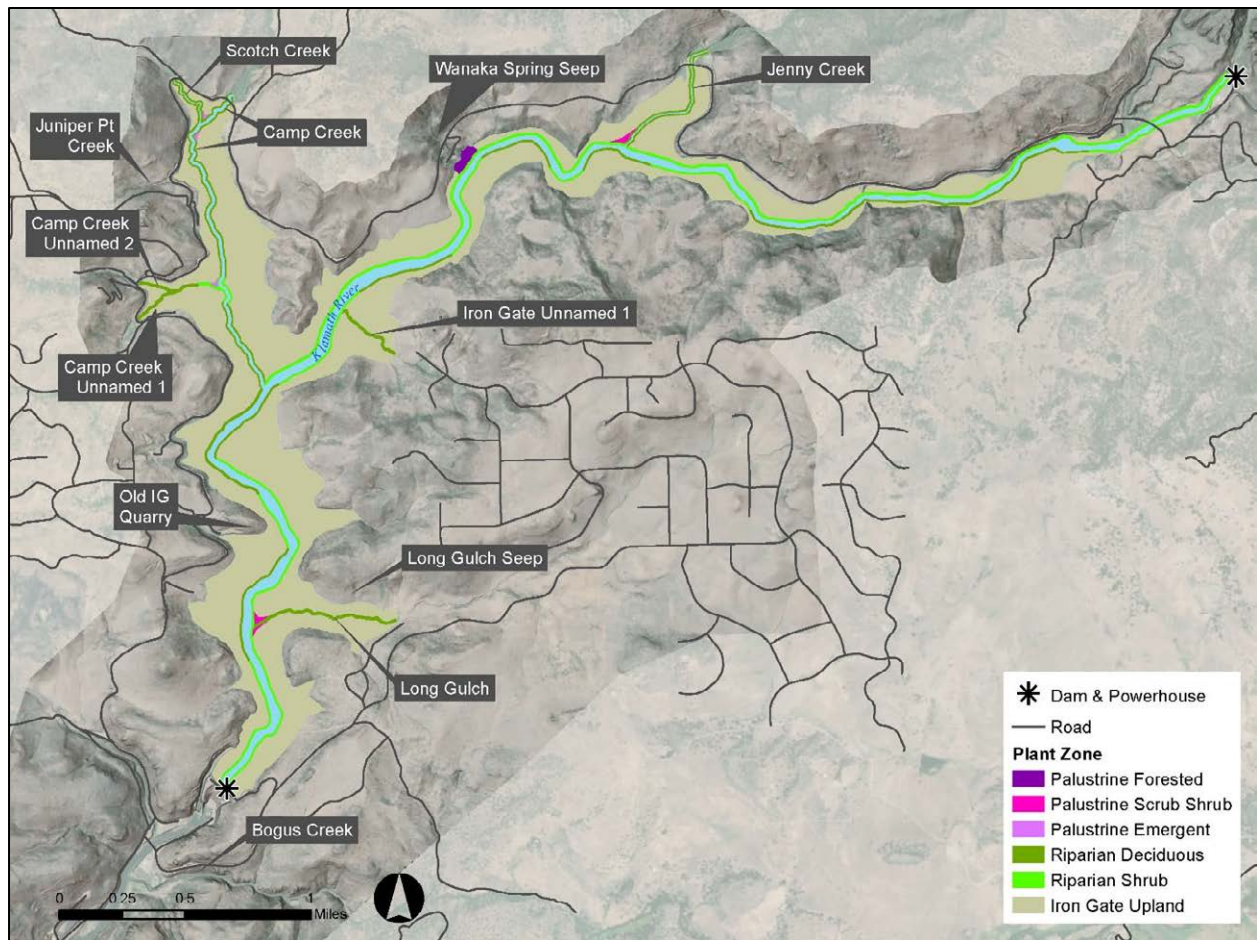 Scotch Creek
Wanaka Spring Seep
Jenny Creek
Juniper Pt
Creek
Camp Creek
Camp Creek
Unnamed 2
Klamath River
Iron Gate Unnamed 1
Camp Creek
Unnamed 1
Old IG
Quarry
Long Gulch Seep
Long Gulch
Bogus Creek
0 0.25 0.5 1
Miles
Dam & Powerhouse
Road
Plant Zone
Palustrine Forested
Palustrine Scrub Shrub
Palustrine Emergent
Riparian Deciduous
Riparian Shrub
Iron Gate Upland